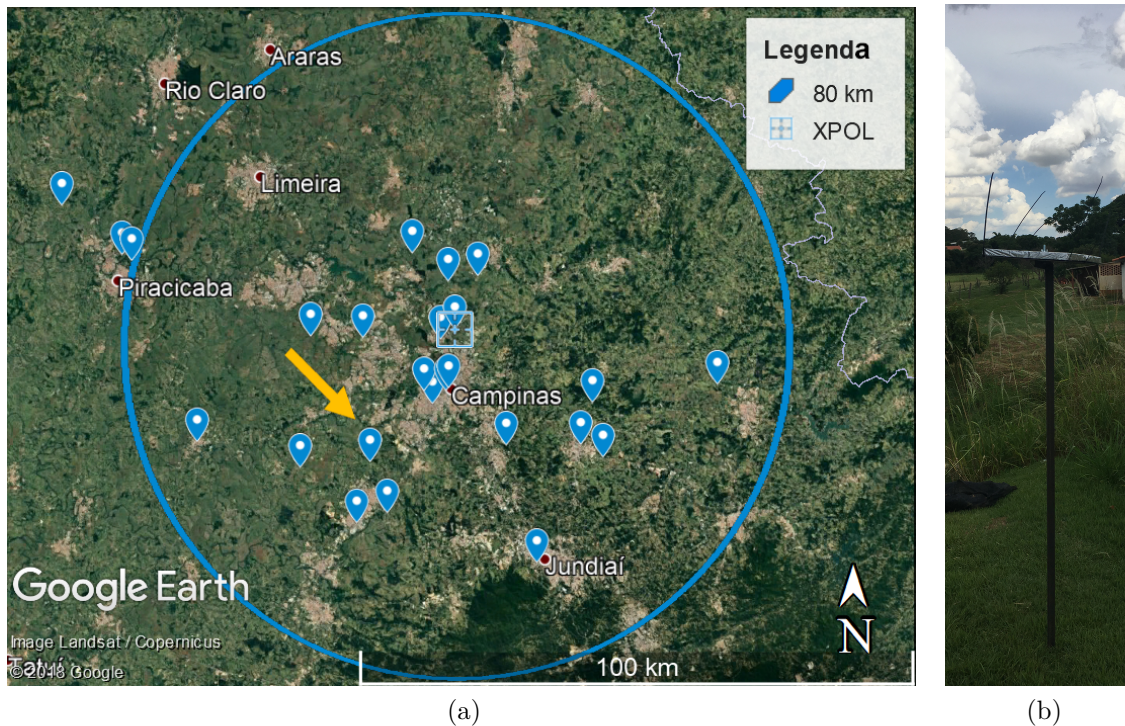 Legenda
80 km
XPOL
Araras
Rio Claro
Limeira
Piracicaba
Campinas
Jundiaí
Google Earth
N
Image Landsat / Copernicus
Tatuí
© 2018 Google
100 km
(a)
(b)